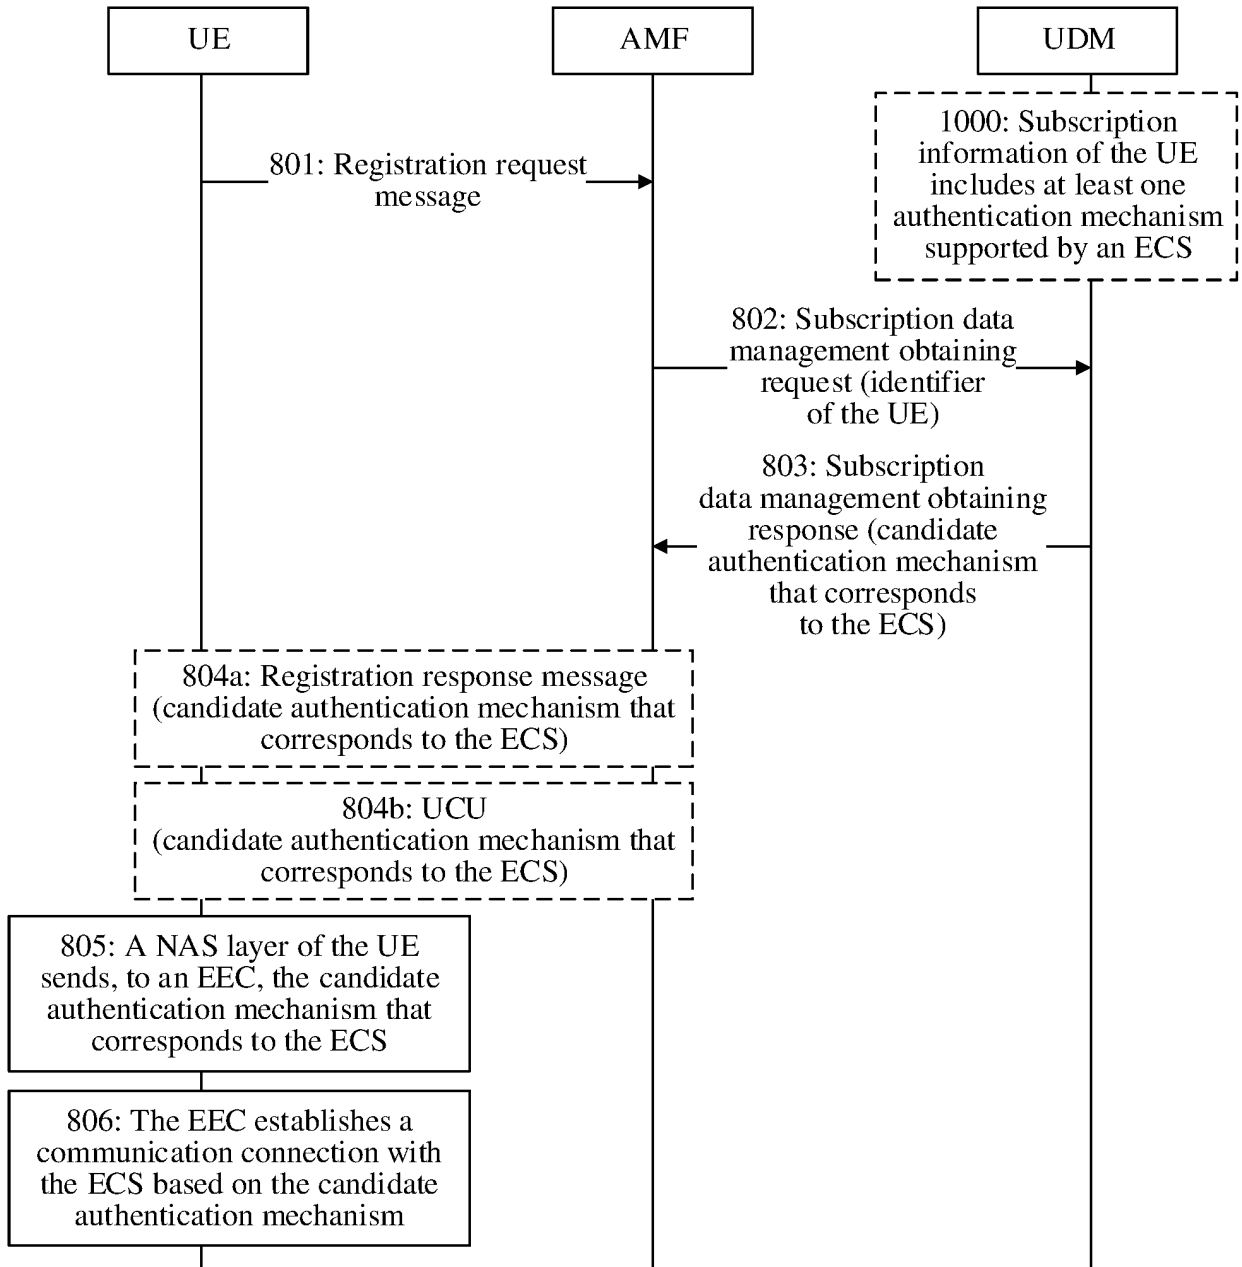 UE
AMF
UDM
1000: Subscription
information of the UE
includes at least one
authentication mechanism
supported by an ECS
801: Registration request
message
802: Subscription data
management obtaining
request (identifier
of the UE)
803: Subscription
data management obtaining
response (candidate
authentication mechanism
that corresponds
to the ECS)
804a: Registration response message
(candidate authentication mechanism that
corresponds to the ECS)
804b: UCU
(candidate authentication mechanism that
corresponds to the ECS)
805: A NAS layer of the UE
sends, to an EEC, the candidate
authentication mechanism that
corresponds to the ECS
806: The EEC establishes a
communication connection with
the ECS based on the candidate
authentication mechanism